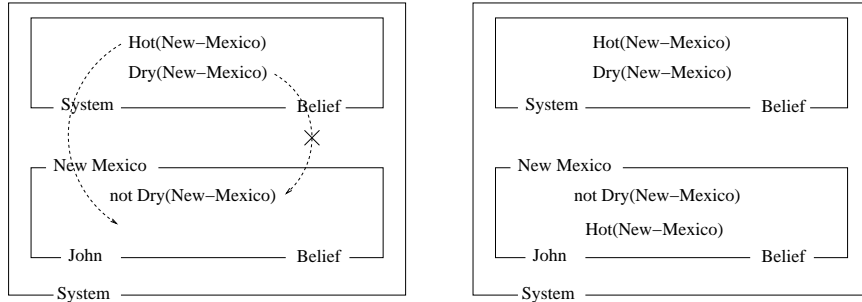 Hot(New−Mexico)
Dry(New−Mexico)
System Belief
New Mexico
not Dry(New−Mexico)
John Belief
System
Hot(New−Mexico)
Dry(New−Mexico)
System Belief
New Mexico
not Dry(New−Mexico)
Hot(New−Mexico)
John Belief
System